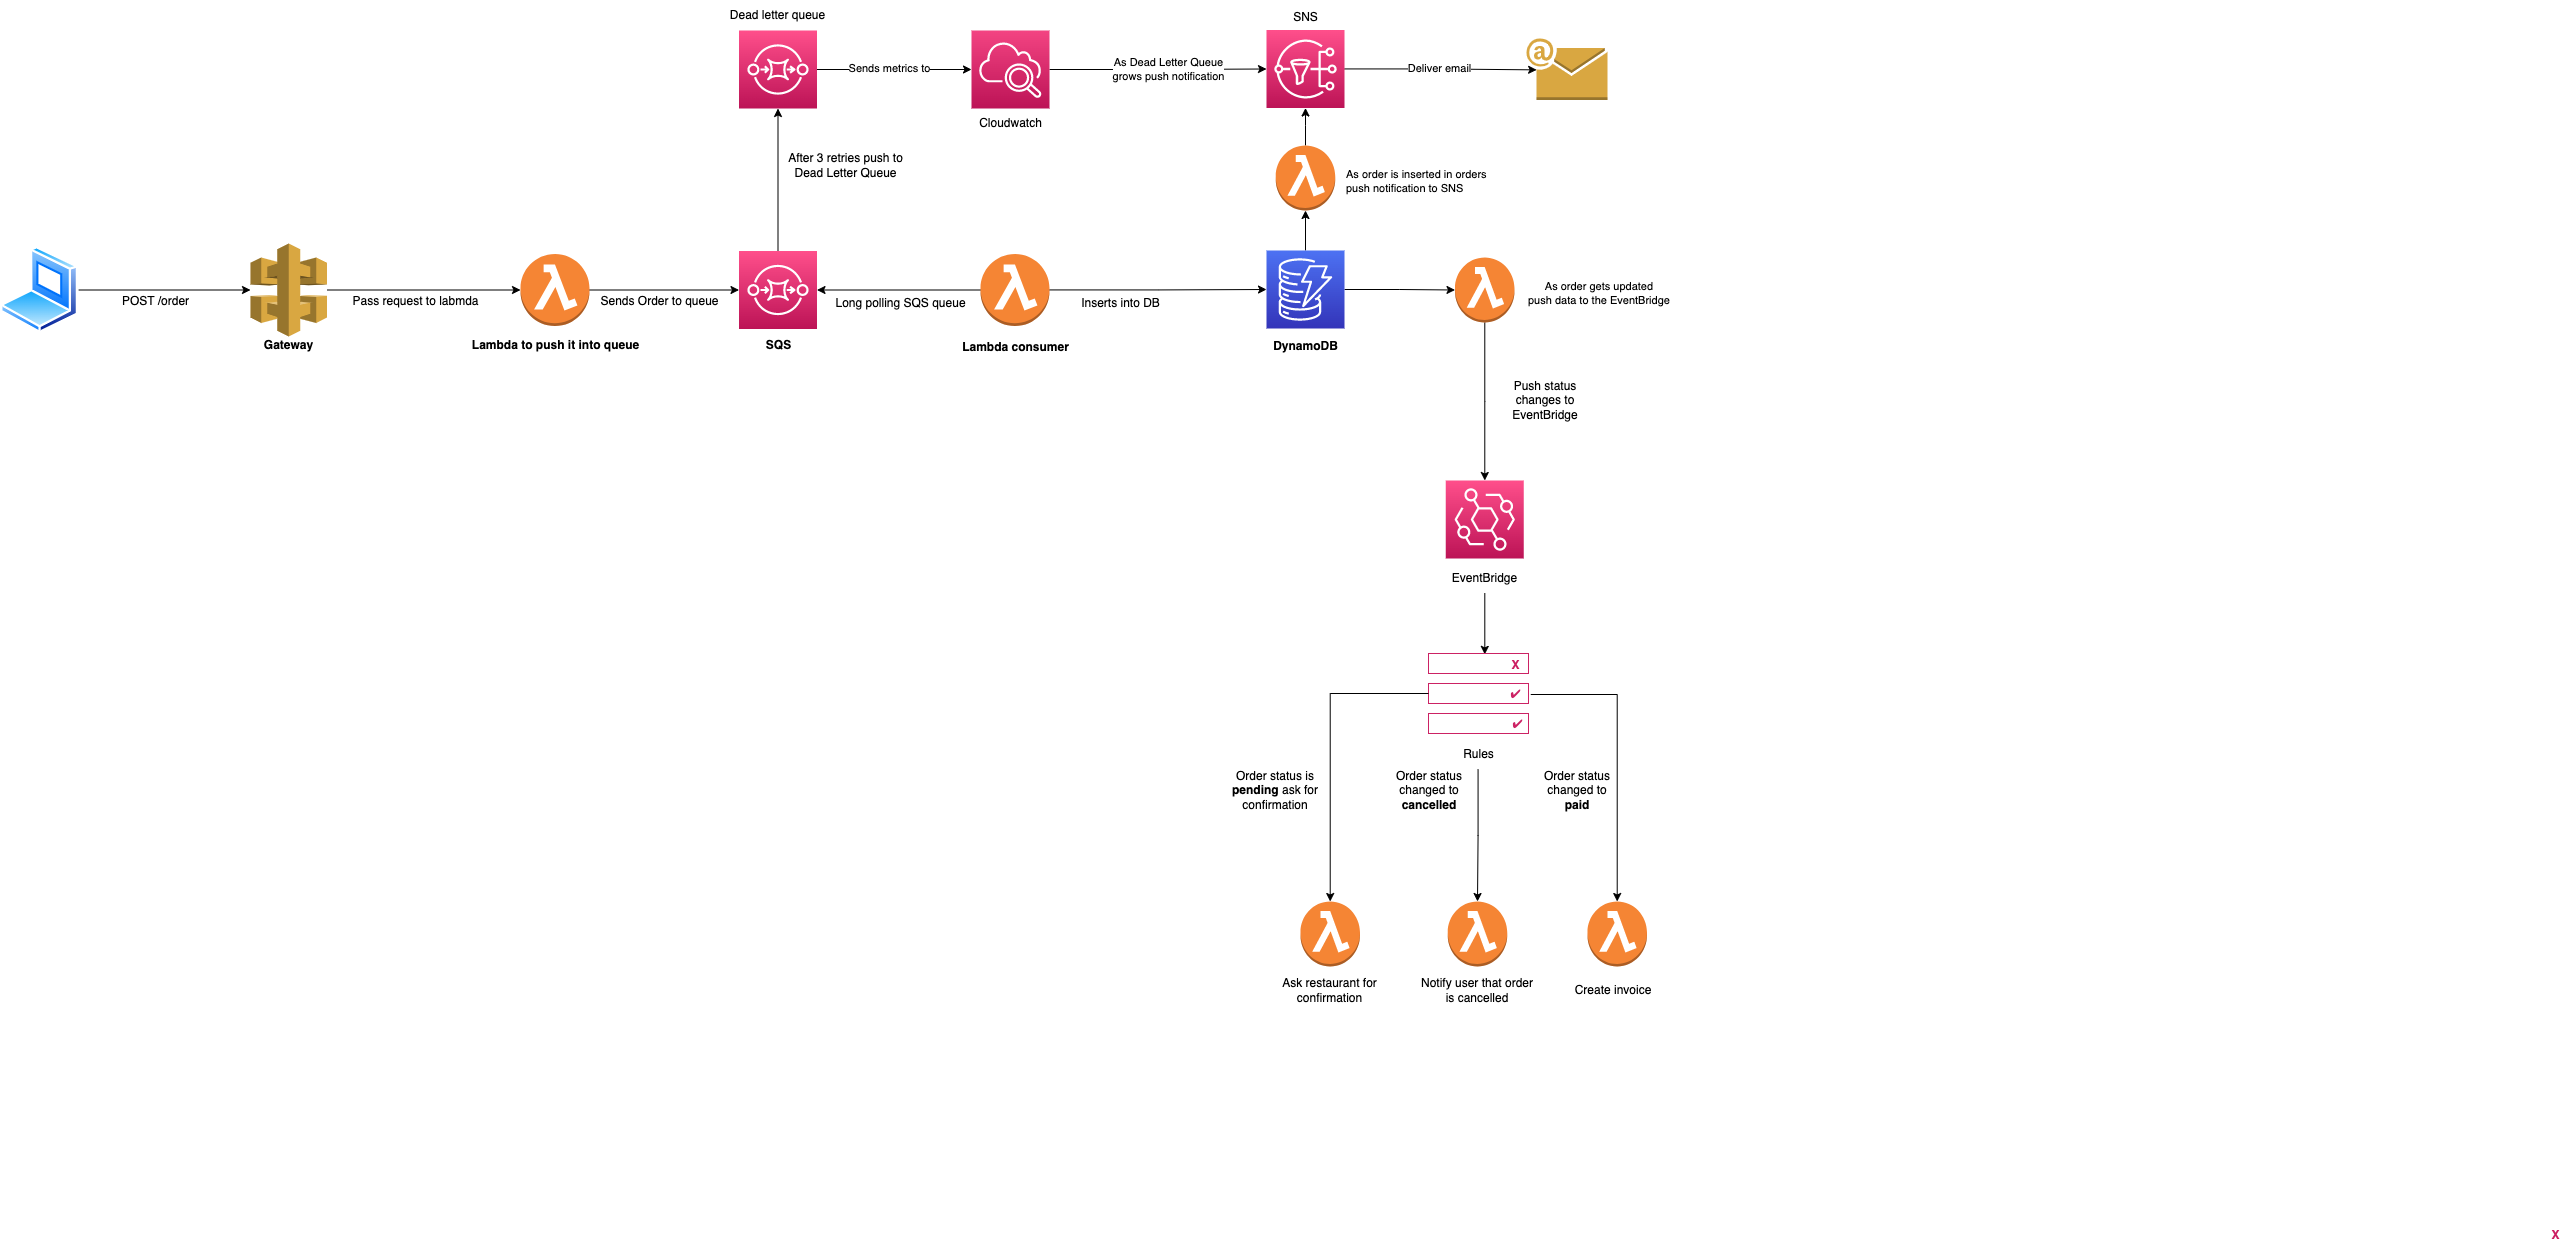 Dead letter queue
SNS
Sends metrics to
As Dead Letter Queue
grows push notification
Deliver email
@
Cloudwatch
After 3 retries push to
Dead Letter Queue
As order is inserted in orders
push notification to SNS
POST /order
Pass request to labmda
Sends Order to queue
Long polling SQS queue
Inserts into DB
As order gets updated
push data to the EventBridge
Gateway
Lambda to push it into queue
SQS
Lambda consumer
DynamoDB
Push status
changes to
EventBridge
EventBridge
X
✔
✔
Rules
Order status is
pending ask for
confirmation
Order status
changed to
cancelled
Order status
changed to
paid
Ask restaurant for
confirmation
Notify user that order
is cancelled
Create invoice
X